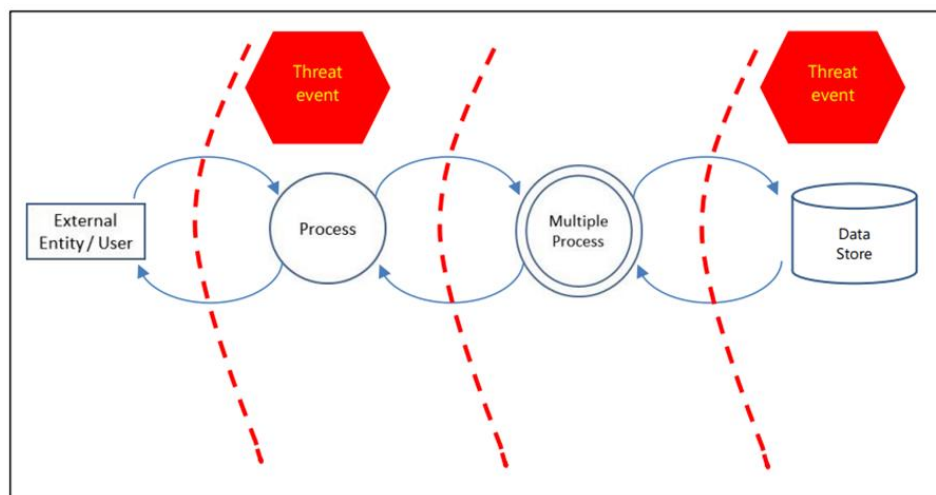 Threat
event
Threat
event
External
Entity / User
Process
Multiple
Process
Data
Store